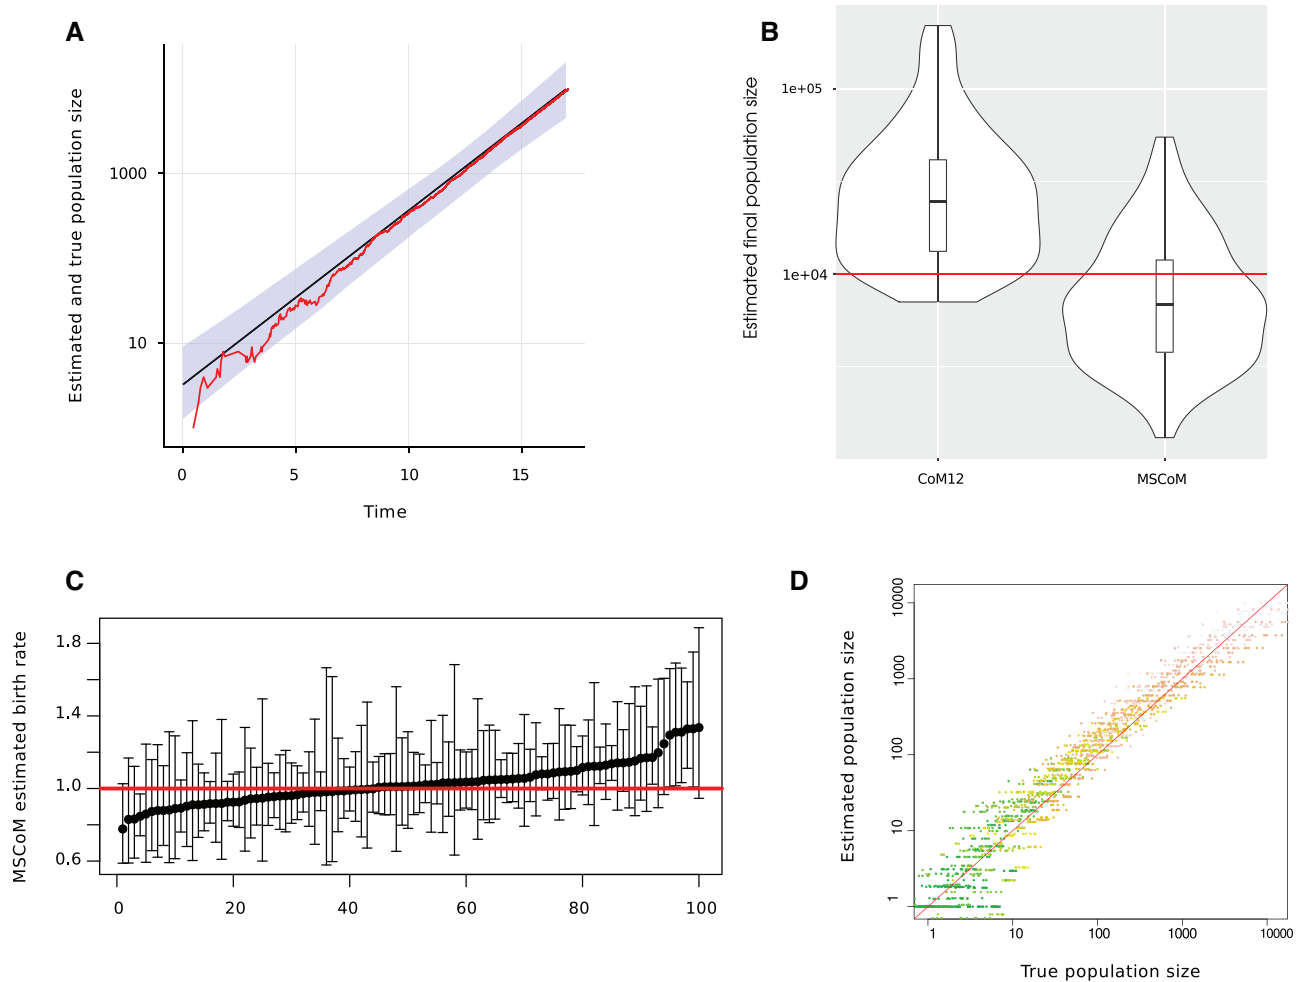 A
Estimated and true population size
1000
10
0 5 10 15
Time
B
Estimated final population size
1e+05
1e+04
CoM12 MSCoM
C
MSCoM estimated birth rate
1.8
1.4
1.0
0.6
0 20 40 60 80 100
D
Estimated population size
10000
1000
100
10
1
1 10 100 1000 10000
True population size